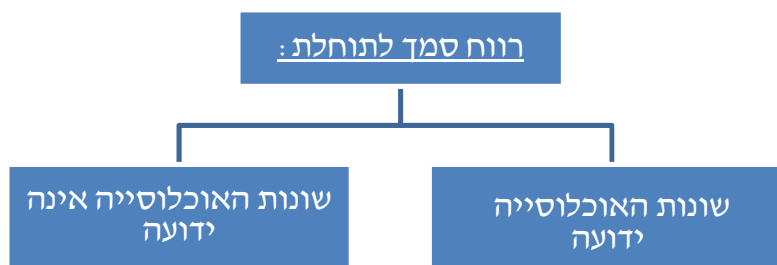 רווח סמך לתוחלת :
שונות האוכלוסייה
ידועה
שונות האוכלוסייה אינה
ידועה